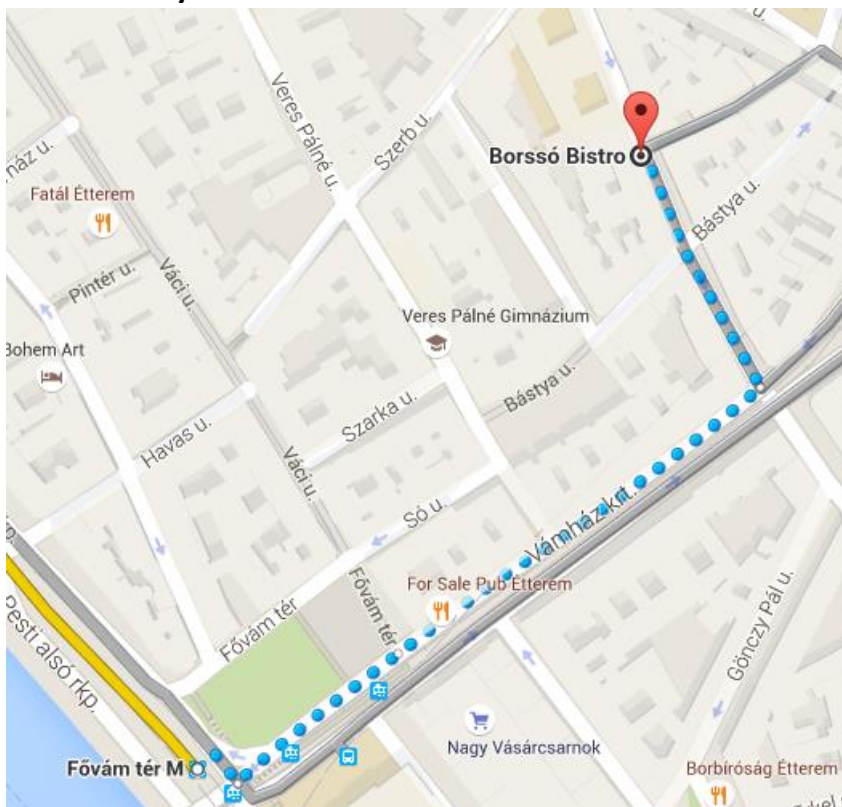 Veres Pálné u.
Szerb u.
Borssó Bistro
Bástya u.
Fatál Étterem
Pintér u.
Váci u.
Veres Pálné Gimnázium
Bohem Art
Szarka u.
Bástya u.
Havas u.
Váci u.
Só u.
Vámház krt.
Fővám tér
For Sale Pub Étterem
Fővám tér
Pesti alsó rkp.
Gönczy Pál u.
Fővám tér M
Nagy Vásárcsarnok
Borbíróság Étterem